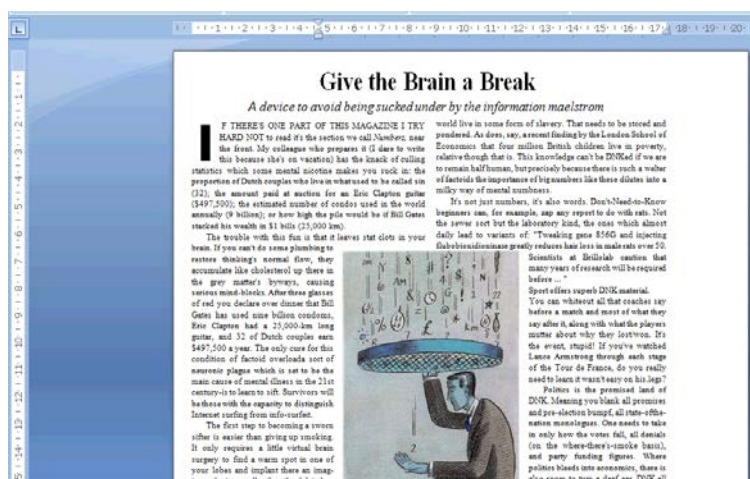 Give the Brain a Break
A device to avoid being sucked under by the information maelstrom
IF THERE'S ONE PART OF THIS MAGAZINE I TRY
HARD NOT to read it's the section we call Numbers, near
the front. My colleague who prepares it (I dare to write
this because she's on vacation) has the knack of culling
statistics which some mental nicotine makes you suck in: the
proportion of Dutch couples who live in what used to be called sin
(32); the amount paid at auction for an Eric Clapton guitar
($497,500); the estimated number of condos used in the world
annually (9 billion); or how high the pile would be if Bill Gates
stacked his wealth in $1 bills (25,000 km).
The trouble with this fun is that it leaves stat clots in your
brain. If you can't do some plumbing to
restore thinking's normal flow, they
accumulate like cholesterol up there in
the grey matter's byways, causing
serious mind-blocks. After three glasses
of red you declare over dinner that Bill
Gates has used nine billion condoms,
Eric Clapton had a 25,000-km long
guitar, and 32 of Dutch couples earn
$497,500 a year. The only cure for this
condition of factoid overloada sort of
neuronic plague which is set to be the
main cause of mental illness in the 21st
century-is to learn to sift. Survivors will
be those with the capacity to distinguish
Internet surfing from info-surfeit.
The first step to becoming a sworn
sifter is easier than giving up smoking.
It only requires a little virtual brain
surgery to find a warm spot in one of
your lobes and implant there an imag-
world live in some form of slavery. That needs to be stored and
pondered. As does, say, a recent finding by the London School of
Economics that four million British children live in poverty,
relative though that is. This knowledge can't be DNKed if we are
to remain half human, but precisely because there is such a welter
of factoids the importance of big numbers like these dilutes into a
milky way of mental numbness.
It's not just numbers, it's also words. Don't-Need-to-Know
beginners can, for example, zap any report to do with rats. Not
the sewer sort but the laboratory kind, the ones which almost
daily lead to variants of: "Tweaking gene 856G and injecting
flubobionidioninase greatly reduces hair loss in male rats over 50.
Scientists at Brillolab caution that
many years of research will be required
before ... "
Sport offers superb DNK material.
You can whiteout all that coaches say
before a match and most of what they
say after it, along with what the players
mutter about why they lost/won. It's
the event, stupid! If you've watched
Lance Armstrong through each stage
of the Tour de France, do you really
need to learn it wasn't easy on his legs?
Politics is the promised land of
DNK. Meaning you blank all promises
and pre-election bumpf, all state-ofthe-
nation monologues. One needs to take
in only how the votes fall, all denials
(on the where-there's-smoke basis),
and party funding figures. Where
politics bleeds into economics, there is
also room to turn a deaf ear. DNK all